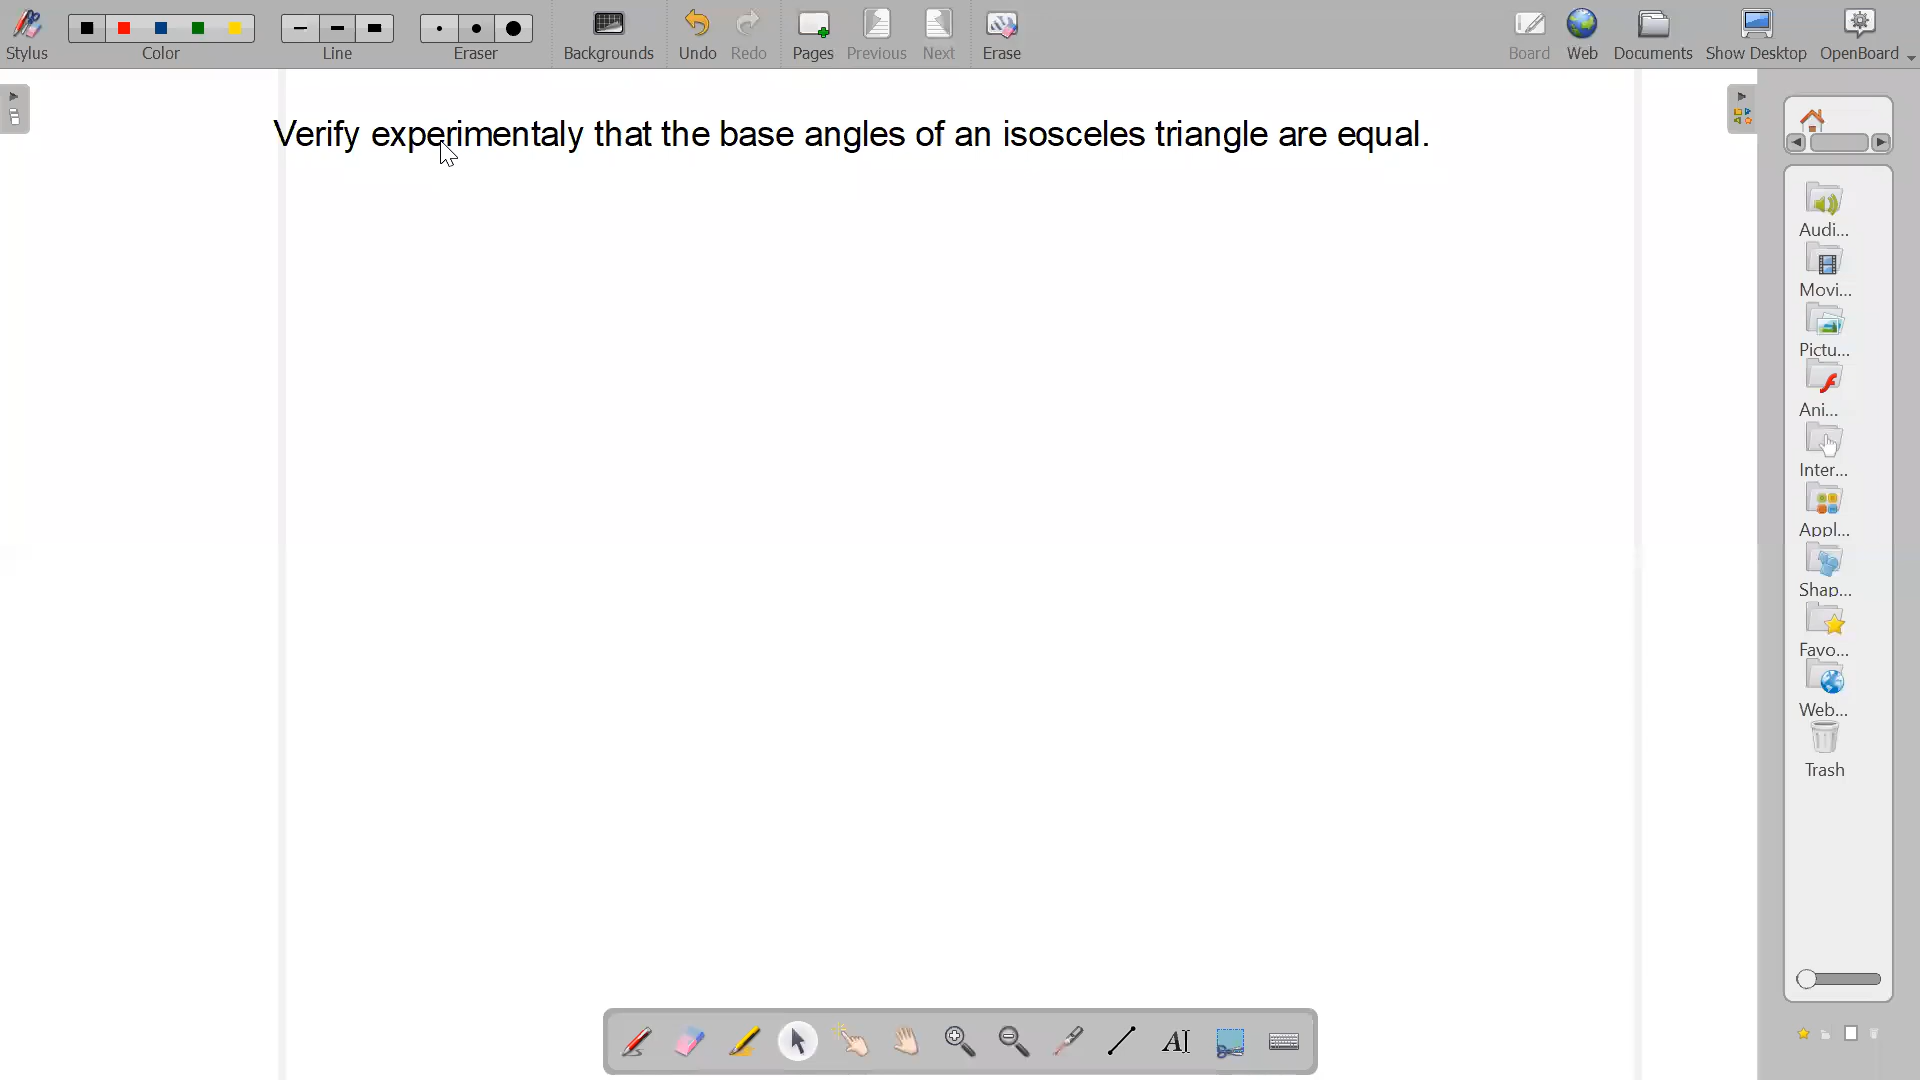 Stylus
Color
Line
Eraser
Backgrounds
Undo
Redo
Pages
Previous
Next
Erase
Board
Web
Documents
Show Desktop
OpenBoard
Verify experimentaly that the base angles of an isosceles triangle are equal.
Audi...
Movi...
Pictu...
Ani...
Inter...
Appl...
Shap...
Favo...
Web...
Trash
AI